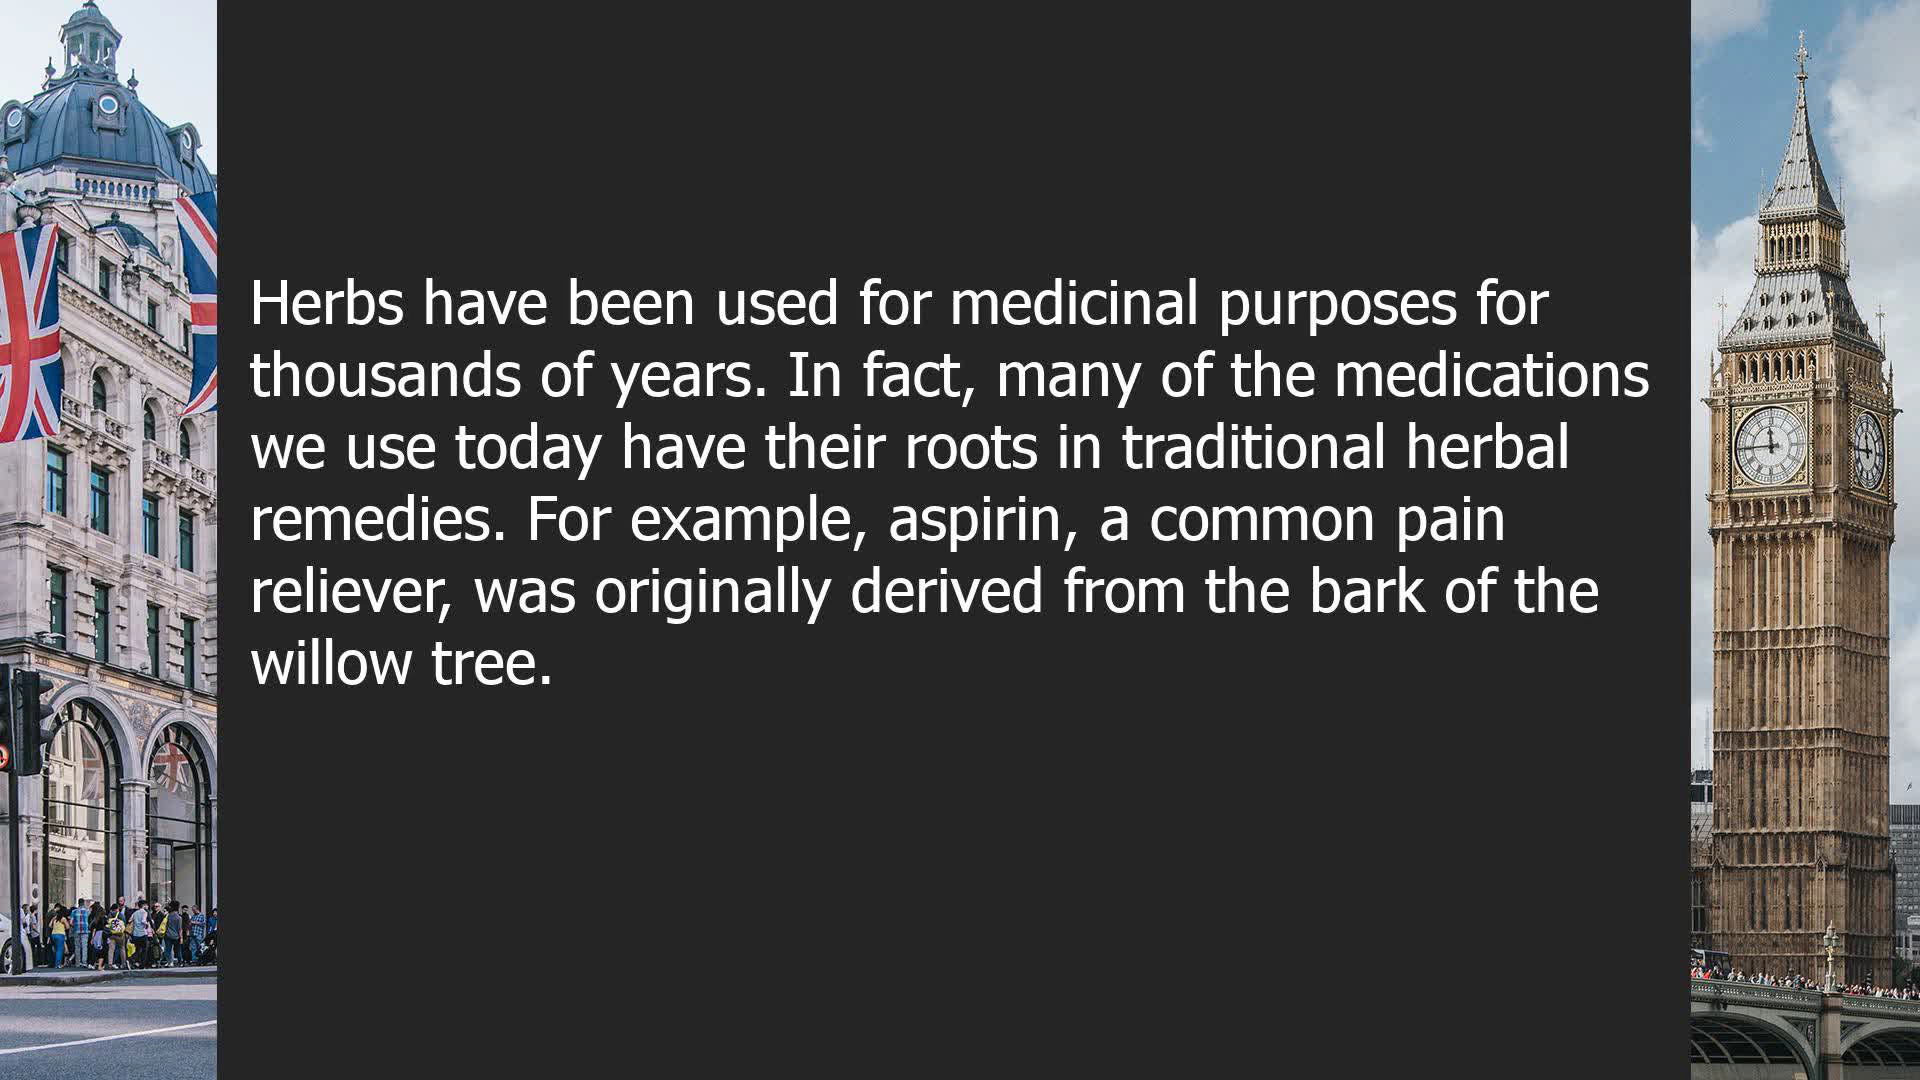 Herbs have been used for medicinal purposes for
thousands of years. In fact, many of the medications
we use today have their roots in traditional herbal
remedies. For example, aspirin, a common pain
reliever, was originally derived from the bark of the
willow tree.